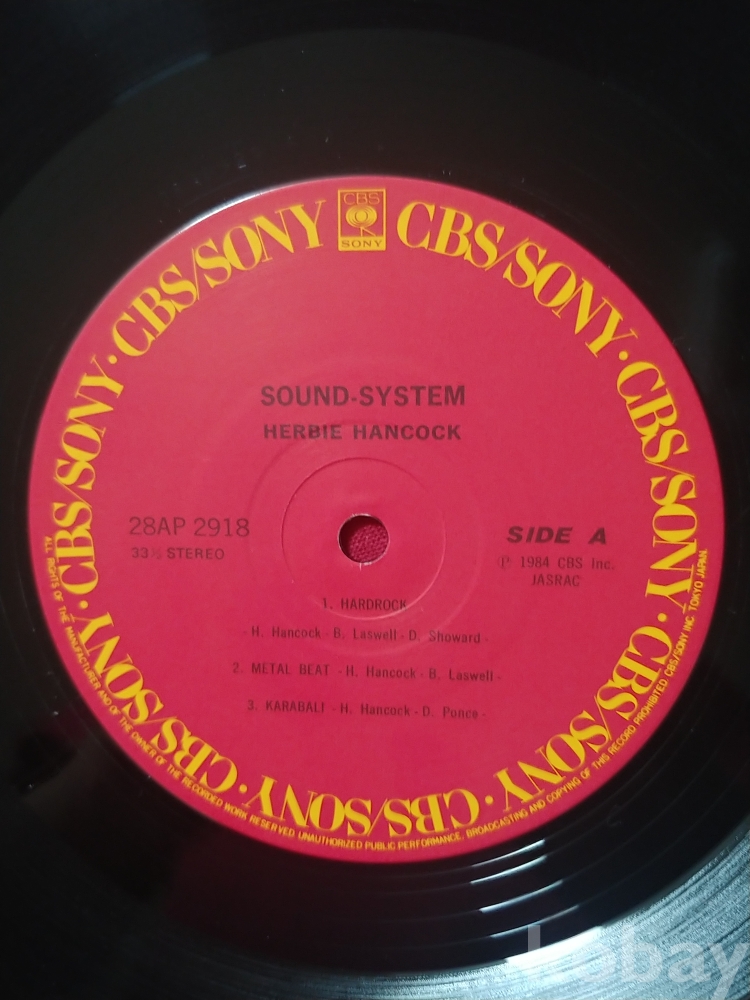 CBS
SONY
CBS/SONY · CBS/SONY · CBS/SONY · CBS/SONY · CBS/SONY · CBS/SONY · CBS/SONY · CBS/SONY
SOUND-SYSTEM
HERBIE HANCOCK
28AP 2918
33⅓ STEREO
SIDE A
℗ 1984 CBS Inc.
JASRAC
1. HARDROCK
- H. Hancock - B. Laswell - D. Showard -
2. METAL BEAT - H. Hancock - B. Laswell -
3. KARABALI - H. Hancock - D. Ponce -
ALL RIGHTS OF THE MANUFACTURER AND OF THE OWNER OF THE RECORDED WORK RESERVED UNAUTHORIZED PUBLIC PERFORMANCE, BROADCASTING AND COPYING OF THIS RECORD PROHIBITED CBS/SONY INC. TOKYO JAPAN.